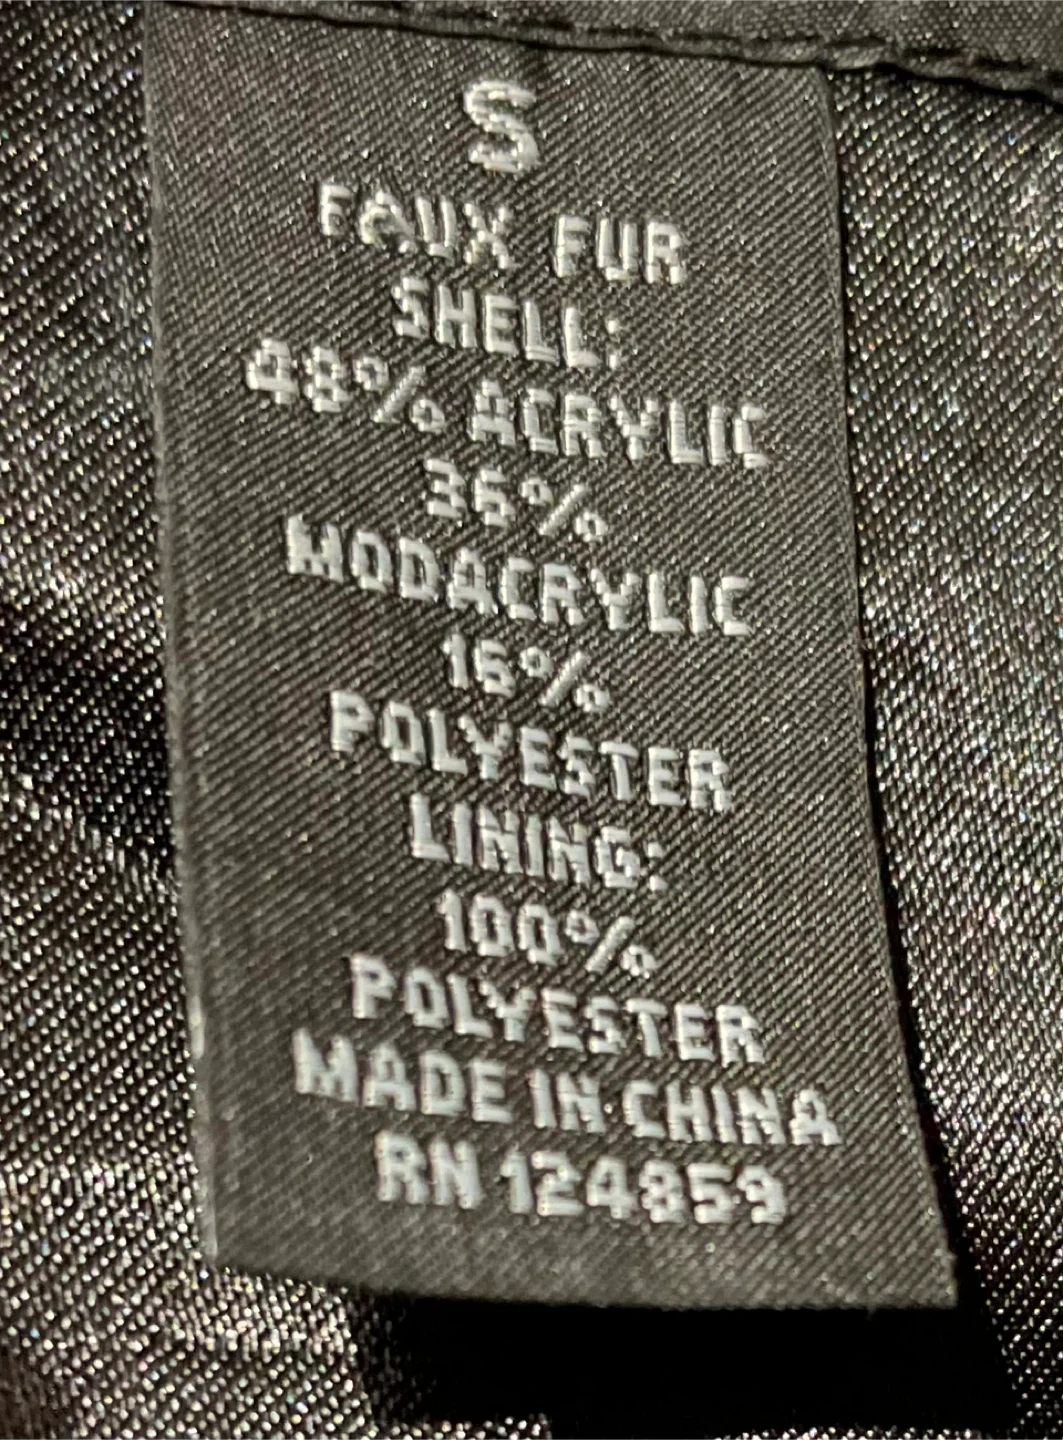 S
FAUX FUR
SHELL:
48% ACRYLIC
36%
MODACRYLIC
16%
POLYESTER
LINING:
100%
POLYESTER
MADE IN CHINA
RN 124859